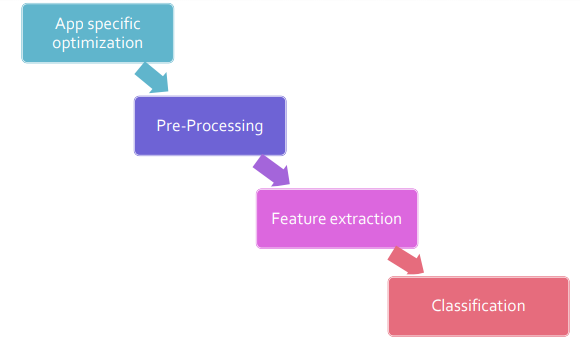 App specific
optimization
Pre-Processing
Feature extraction
Classification